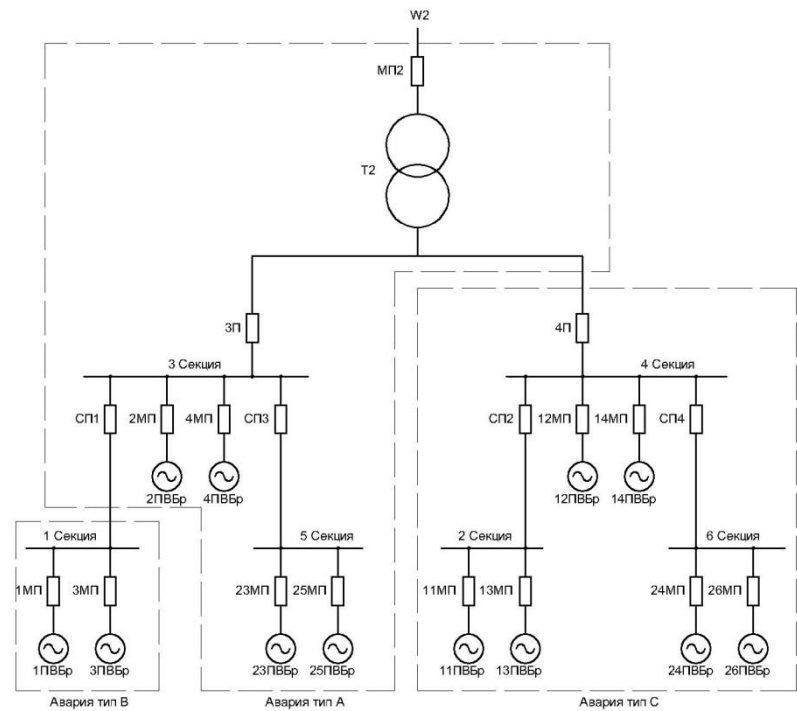 W2
МП2
Т2
3П
4П
3 Секция
4 Секция
СП1
2МП
4МП
СП3
СП2
12МП
14МП
СП4
2ПВБр
4ПВБр
12ПВБр
14ПВБр
1 Секция
5 Секция
2 Секция
6 Секция
1МП
3МП
23МП
25МП
11МП
13МП
24МП
26МП
1ПВБр
3ПВБр
23ПВБр
25ПВБр
11ПВБр
13ПВБр
24ПВБр
26ПВБр
Авария тип В
Авария тип А
Авария тип С